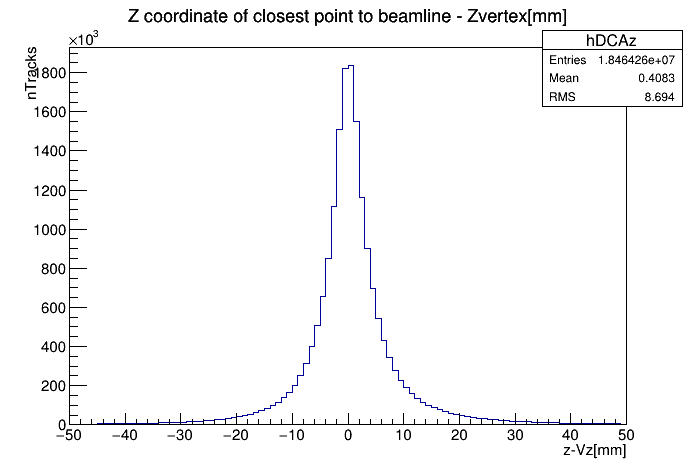 Z coordinate of closest point to beamline - Zvertex[mm]
×10³
hDCAz
Entries 1.846426e+07
Mean 0.4083
RMS 8.694
nTracks
1800
1600
1400
1200
1000
800
600
400
200
0
−50 −40 −30 −20 −10 0 10 20 30 40 50
z-Vz[mm]